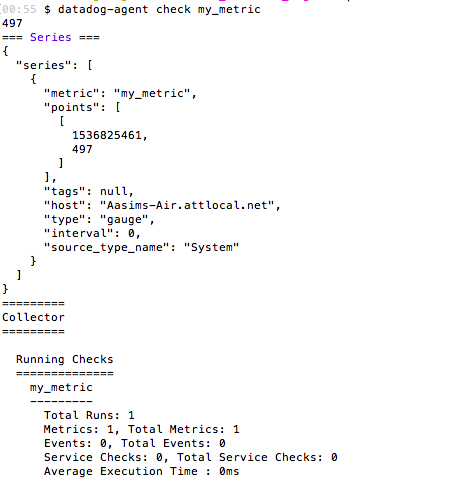 00:55 $ datadog-agent check my_metric
497
=== Series ===
{
  "series": [
    {
      "metric": "my_metric",
      "points": [
        [
          1536825461,
          497
        ]
      ],
      "tags": null,
      "host": "Aasims-Air.attlocal.net",
      "type": "gauge",
      "interval": 0,
      "source_type_name": "System"
    }
  ]
}
=========
Collector
=========
  Running Checks
  ==============
    my_metric
    ---------
      Total Runs: 1
      Metrics: 1, Total Metrics: 1
      Events: 0, Total Events: 0
      Service Checks: 0, Total Service Checks: 0
      Average Execution Time : 0ms